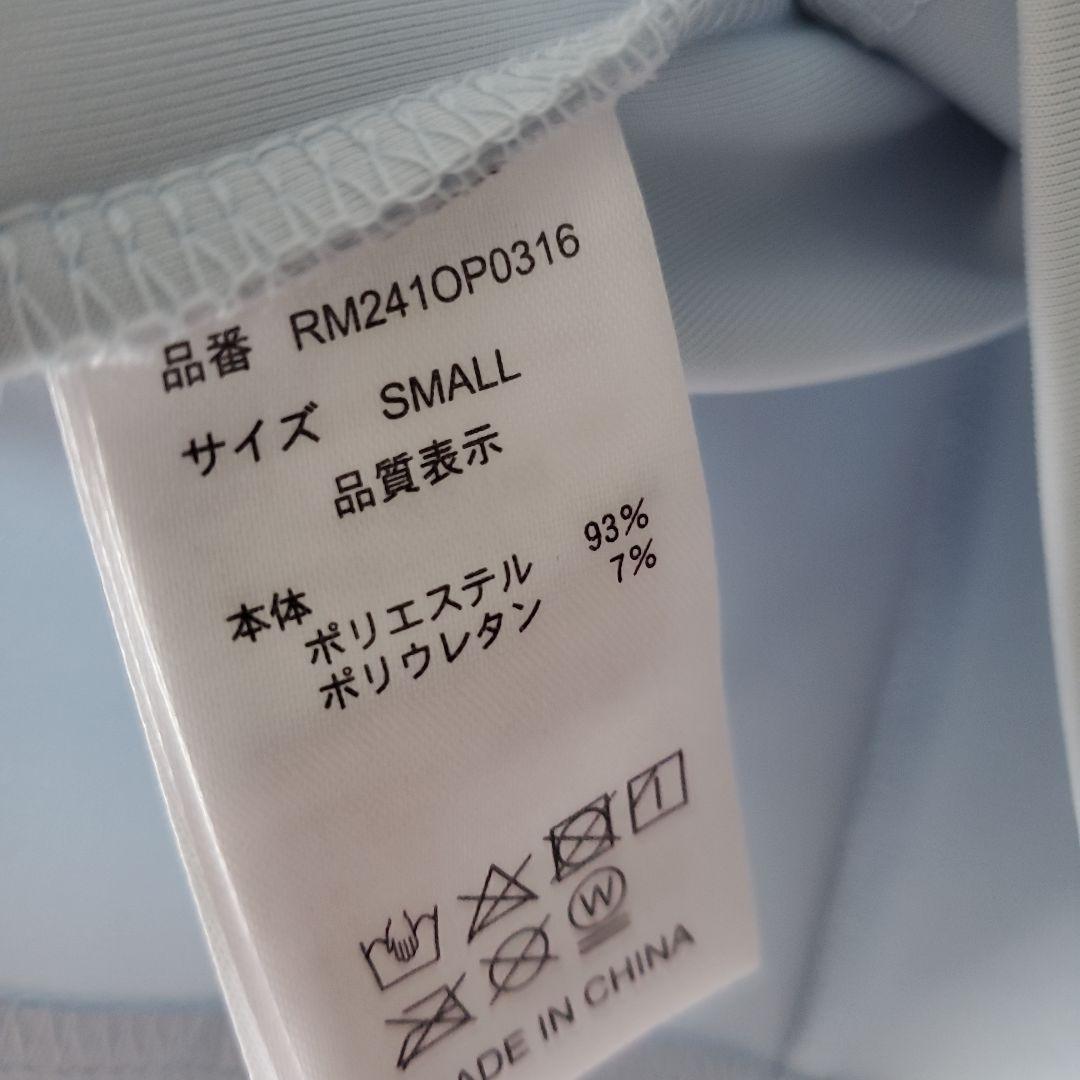 品番 RM241OP0316
サイズ SMALL
品質表示
本体
ポリエステル 93%
ポリウレタン 7%
W
MADE IN CHINA